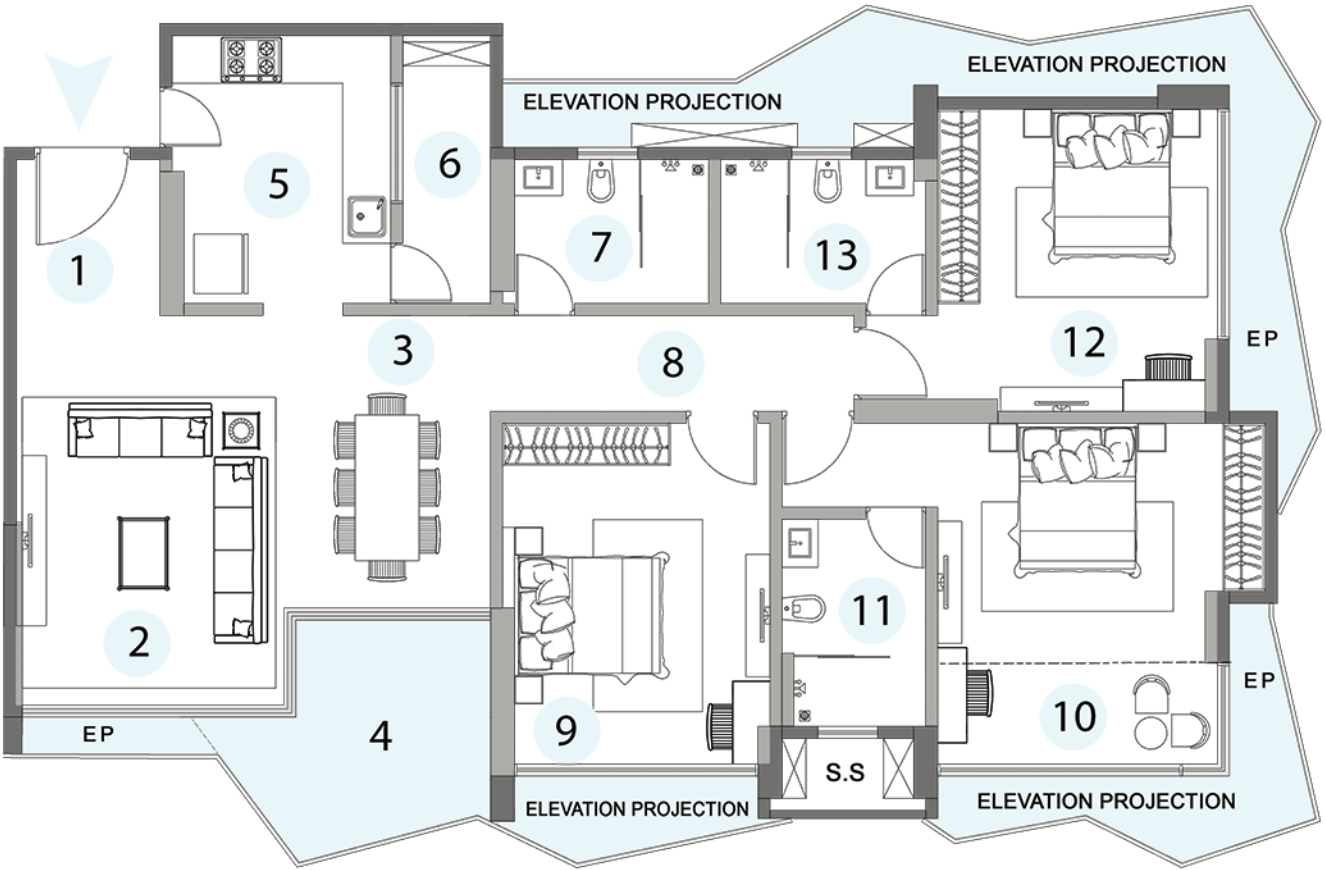 ELEVATION PROJECTION
ELEVATION PROJECTION
5
6
7
13
1
3
8
12
EP
2
4
9
11
10
EP
EP
S.S
ELEVATION PROJECTION
ELEVATION PROJECTION